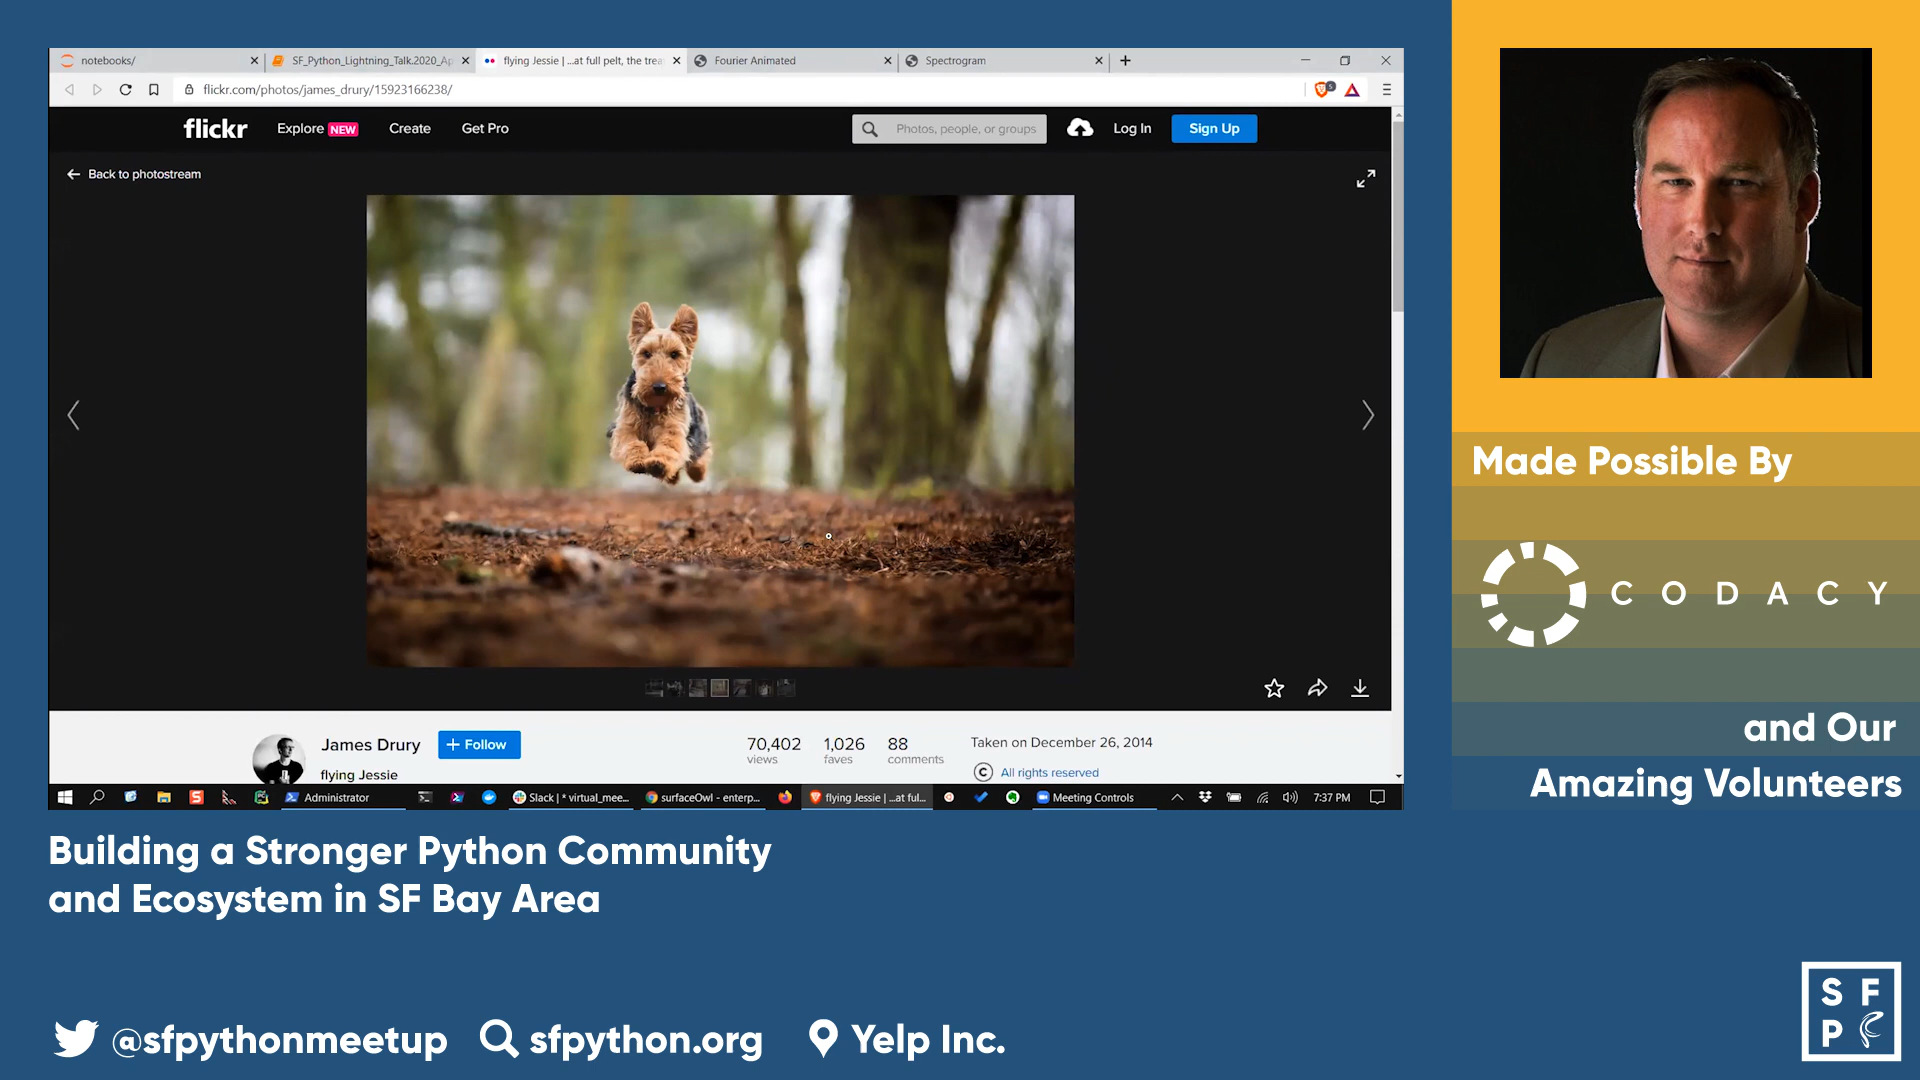 notebooks/
SF_Python_Lightning_Talk.2020_Ap
flying Jessie | ...at full pelt, the trea
Fourier Animated
Spectrogram
flickr.com/photos/james_drury/15923166238/
5
flickr
Explore NEW
Create
Get Pro
Photos, people, or groups
Log In
Sign Up
Back to photostream
James Drury
+ Follow
flying Jessie
70,402
views
1,026
faves
88
comments
Taken on December 26, 2014
© All rights reserved
Administrator
Slack | * virtual_mee...
surfaceOwl - enterp...
flying Jessie | ...at ful...
Meeting Controls
7:37 PM
Made Possible By
CODACY
and Our
Amazing Volunteers
Building a Stronger Python Community
and Ecosystem in SF Bay Area
@sfpythonmeetup
sfpython.org
Yelp Inc.
S F
P